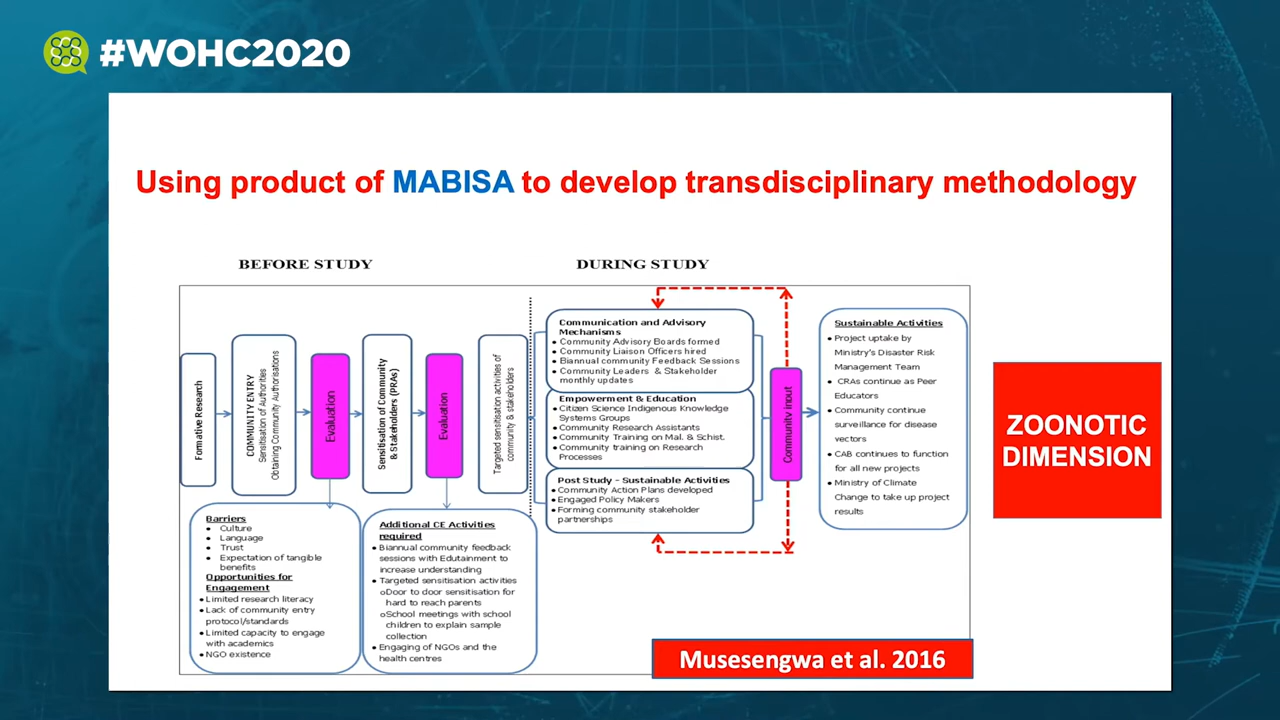 #WOHC2020
Using product of MABISA to develop transdisciplinary methodology
BEFORE STUDY
DURING STUDY
Formative Research
COMMUNITY ENTRY
Sensitisation of Authorities
Obtaining Community Authorisations
Evaluation
Sensitisation of Community
& Stakeholders (PRAs)
Evaluation
Targeted sensitisation activities of
community & stakeholders
Barriers
• Culture
• Language
• Trust
• Expectation of tangible
benefits
Opportunities for
Engagement
• Limited research literacy
• Lack of community entry
protocol/standards
• Limited capacity to engage
with academics
• NGO existence
Additional CE Activities
required
• Biannual community feedback
sessions with Edutainment to
increase understanding
• Targeted sensitisation activities
oDoor to door sensitisation for
hard to reach parents
oSchool meetings with school
children to explain sample
collection
• Engaging of NGOs and the
health centres
Communication and Advisory
Mechanisms
• Community Advisory Boards formed
• Community Liaison Officers hired
• Biannual community Feedback Sessions
• Community Leaders & Stakeholder
monthly updates
Empowerment & Education
• Citizen Science Indigenous Knowledge
Systems Groups
• Community Research Assistants
• Community Training on Mal. & Schist.
• Community training on Research
Processes
Post Study – Sustainable Activities
• Community Action Plans developed
• Engaged Policy Makers
• Forming community stakeholder
partnerships
Community input
Sustainable Activities
• Project uptake by
Ministry's Disaster Risk
Management Team
• CRAs continue as Peer
Educators
• Community continue
surveillance for disease
vectors
• CAB continues to function
for all new projects
• Ministry of Climate
Change to take up project
results
ZOONOTIC
DIMENSION
Musesengwa et al. 2016